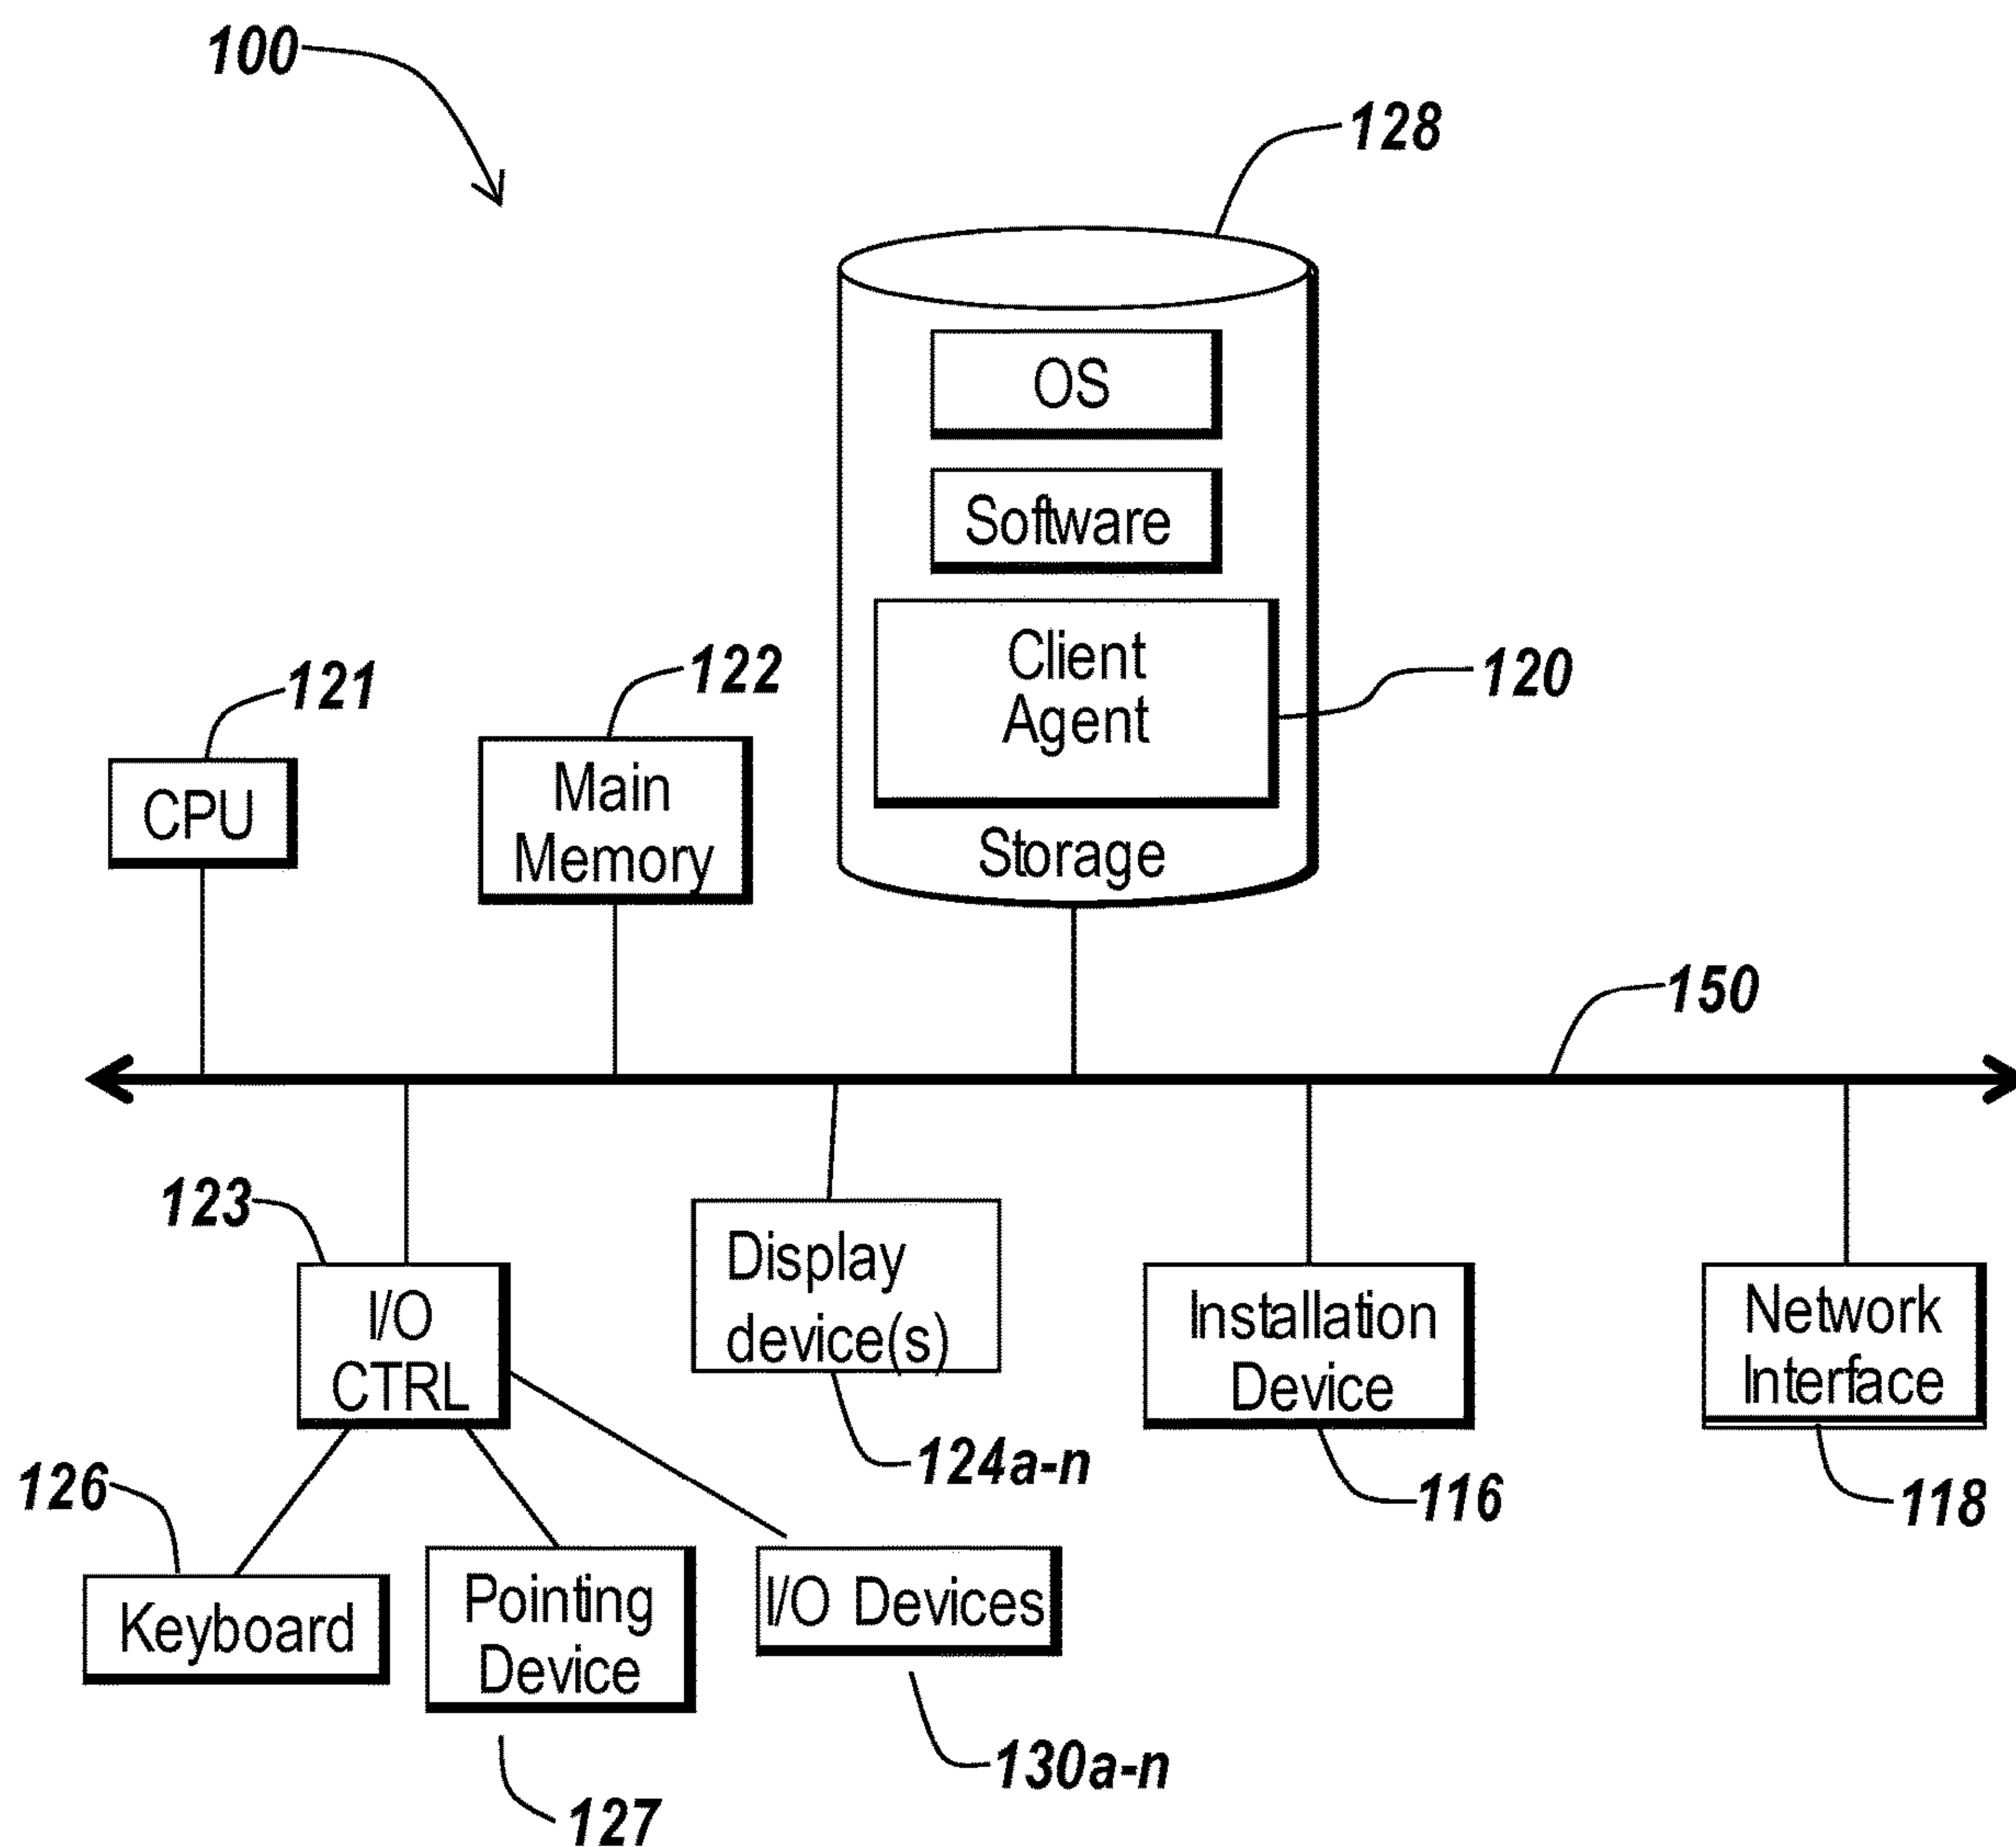 100
128
OS
Software
Client
Agent
120
Storage
121
CPU
122
Main
Memory
150
123
I/O
CTRL
Display
device(s)
124a-n
Installation
Device
116
Network
Interface
118
126
Keyboard
Pointing
Device
127
I/O Devices
130a-n